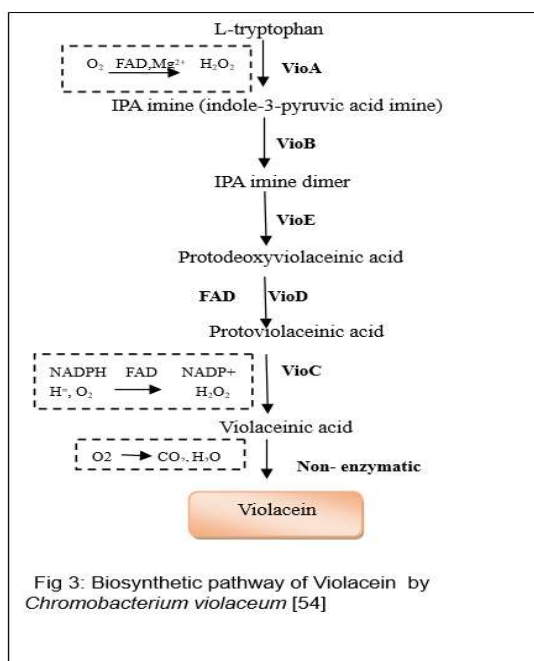 L-tryptophan
O₂ FAD,Mg²⁺ H₂O₂
VioA
IPA imine (indole-3-pyruvic acid imine)
VioB
IPA imine dimer
VioE
Protodeoxyviolaceinic acid
FAD VioD
Protoviolaceinic acid
NADPH FAD NADP+
H⁺, O₂ H₂O₂
VioC
Violaceinic acid
O2 CO₂, H₂O
Non- enzymatic
Violacein
Fig 3: Biosynthetic pathway of Violacein by
Chromobacterium violaceum [54]